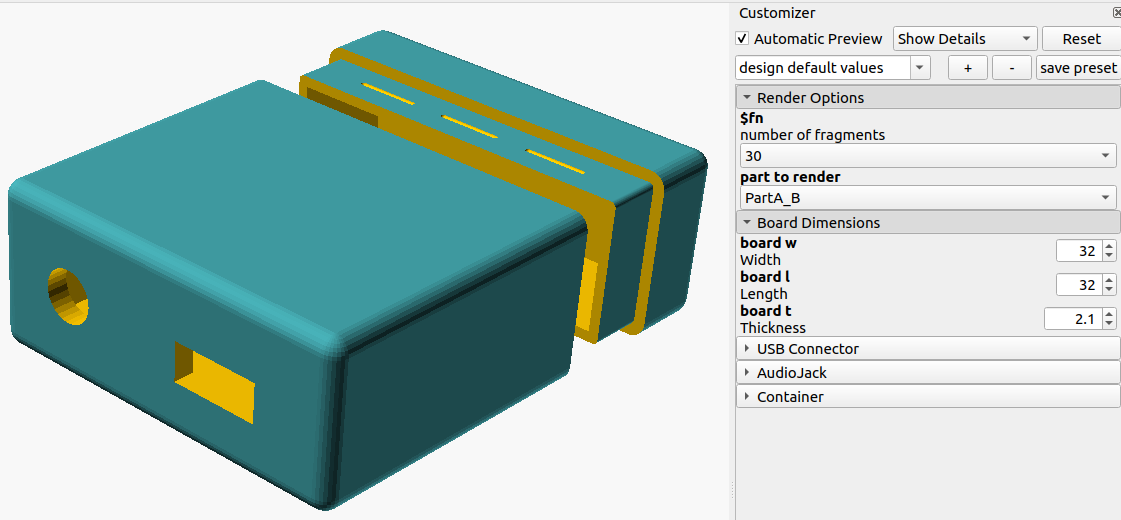 Customizer
Automatic Preview Show Details Reset
design default values + - save preset
Render Options
$fn
number of fragments
30
part to render
PartA_B
Board Dimensions
board w
Width 32
board l
Length 32
board t
Thickness 2.1
USB Connector
AudioJack
Container